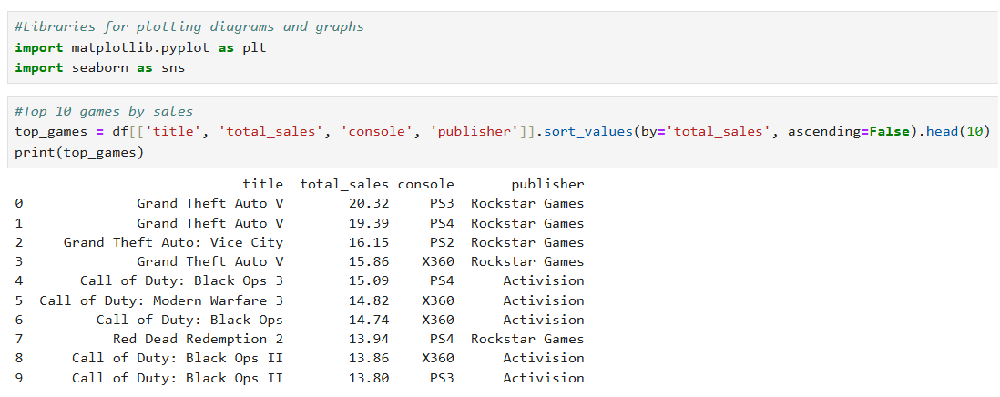 #Libraries for plotting diagrams and graphs
import matplotlib.pyplot as plt
import seaborn as sns
#Top 10 games by sales
top_games = df[['title', 'total_sales', 'console', 'publisher']].sort_values(by='total_sales', ascending=False).head(10)
print(top_games)
title total_sales console publisher
0 Grand Theft Auto V 20.32 PS3 Rockstar Games
1 Grand Theft Auto V 19.39 PS4 Rockstar Games
2 Grand Theft Auto: Vice City 16.15 PS2 Rockstar Games
3 Grand Theft Auto V 15.86 X360 Rockstar Games
4 Call of Duty: Black Ops 3 15.09 PS4 Activision
5 Call of Duty: Modern Warfare 3 14.82 X360 Activision
6 Call of Duty: Black Ops 14.74 X360 Activision
7 Red Dead Redemption 2 13.94 PS4 Rockstar Games
8 Call of Duty: Black Ops II 13.86 X360 Activision
9 Call of Duty: Black Ops II 13.80 PS3 Activision